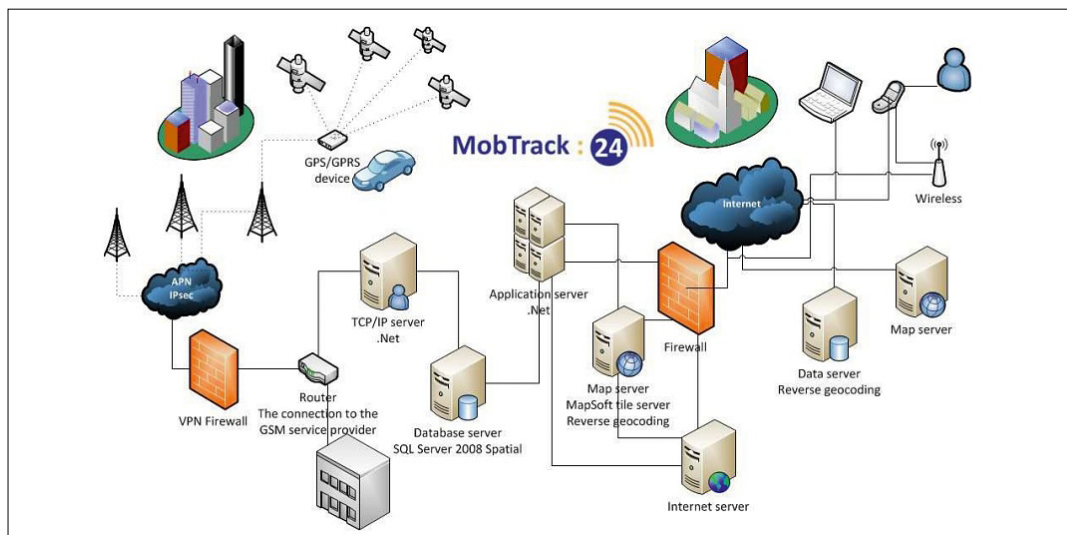 GPS/GPRS
device
MobTrack : 24
Internet
Wireless
APN
IPsec
TCP/IP server
.Net
Application server
.Net
Map server
Firewall
Data server
Reverse geocoding
Map server
MapSoft tile server
Reverse geocoding
VPN Firewall
Router
The connection to the
GSM service provider
Database server
SQL Server 2008 Spatial
Internet server